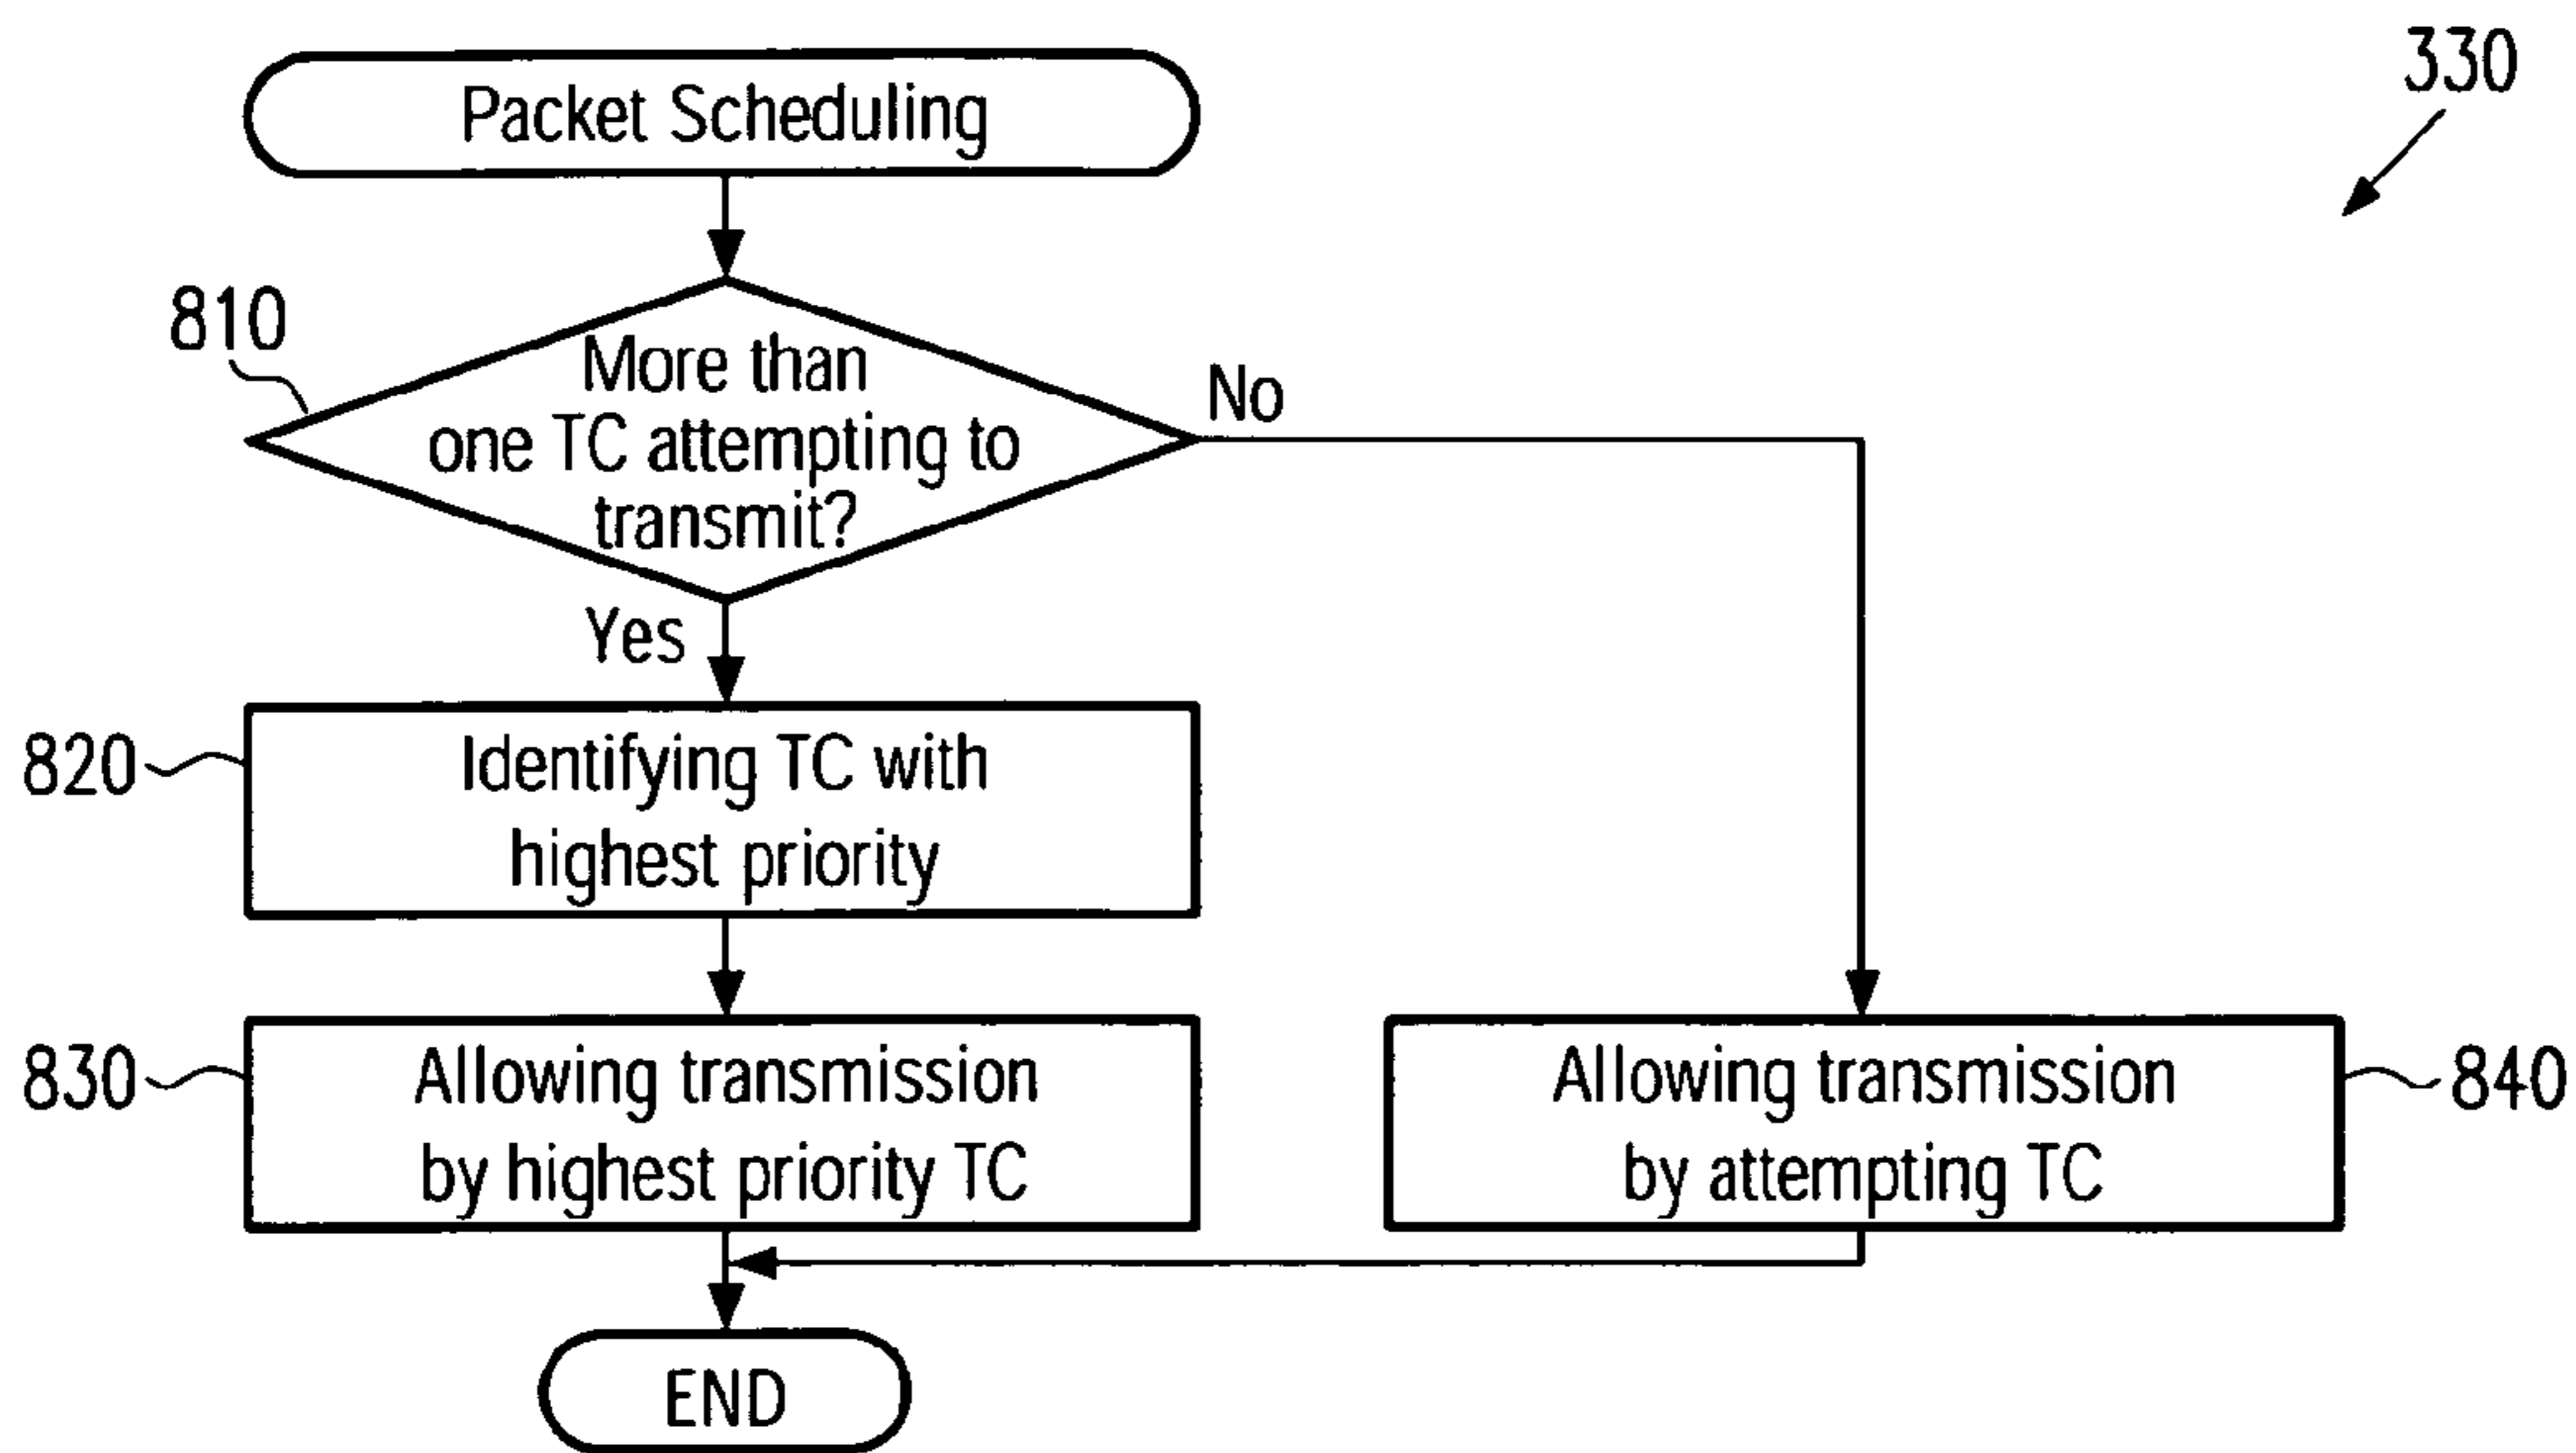 330
Packet Scheduling
810
More than
one TC attempting to
transmit?
No
Yes
820
Identifying TC with
highest priority
830
Allowing transmission
by highest priority TC
Allowing transmission
by attempting TC
840
END